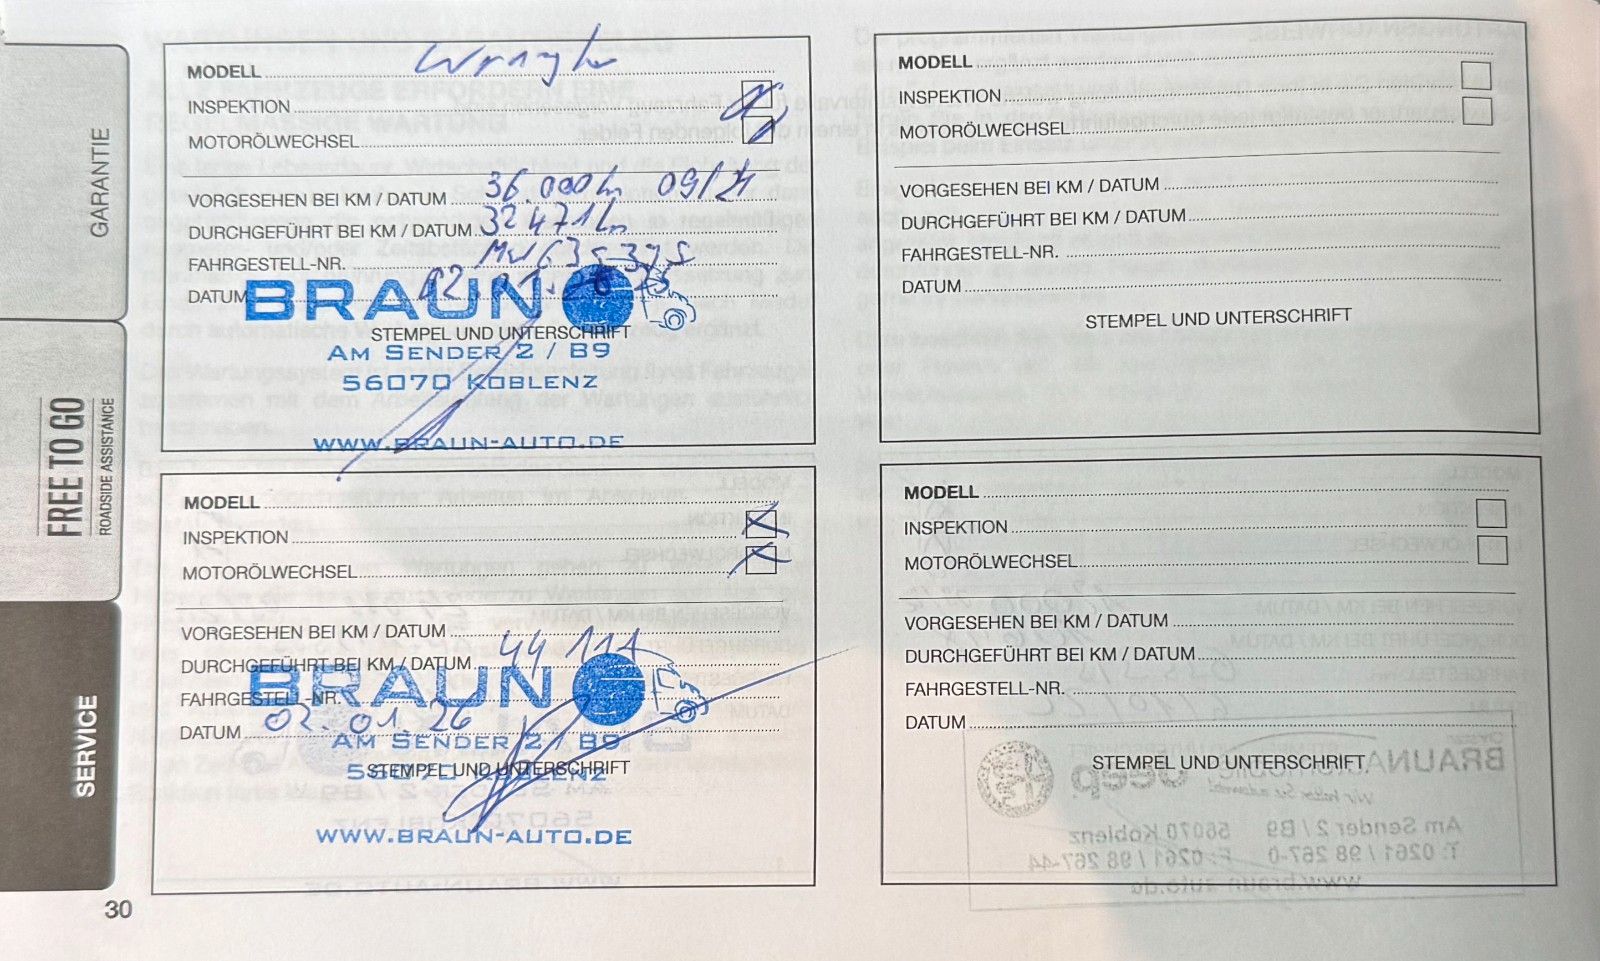 GARANTIE
FREE TO GO
ROADSIDE ASSISTANCE
SERVICE
MODELL Wrangler
INSPEKTION
MOTORÖLWECHSEL
VORGESEHEN BEI KM / DATUM 36.000 km 09/24
DURCHGEFÜHRT BEI KM / DATUM 32471 km
FAHRGESTELL-NR.
DATUM
BRAUN
STEMPEL UND UNTERSCHRIFT
AM SENDER 2 / B9
56070 KOBLENZ
WWW.BRAUN-AUTO.DE
MODELL
INSPEKTION
MOTORÖLWECHSEL
VORGESEHEN BEI KM / DATUM
DURCHGEFÜHRT BEI KM / DATUM 44 111
BRAUN
FAHRGESTELL-NR.
DATUM 02.01.26
AM SENDER 2 / B9
56070 KOBLENZ
STEMPEL UND UNTERSCHRIFT
WWW.BRAUN-AUTO.DE
MODELL
INSPEKTION
MOTORÖLWECHSEL
VORGESEHEN BEI KM / DATUM
DURCHGEFÜHRT BEI KM / DATUM
FAHRGESTELL-NR.
DATUM
STEMPEL UND UNTERSCHRIFT
MODELL
INSPEKTION
MOTORÖLWECHSEL
VORGESEHEN BEI KM / DATUM
DURCHGEFÜHRT BEI KM / DATUM
FAHRGESTELL-NR.
DATUM
STEMPEL UND UNTERSCHRIFT
30